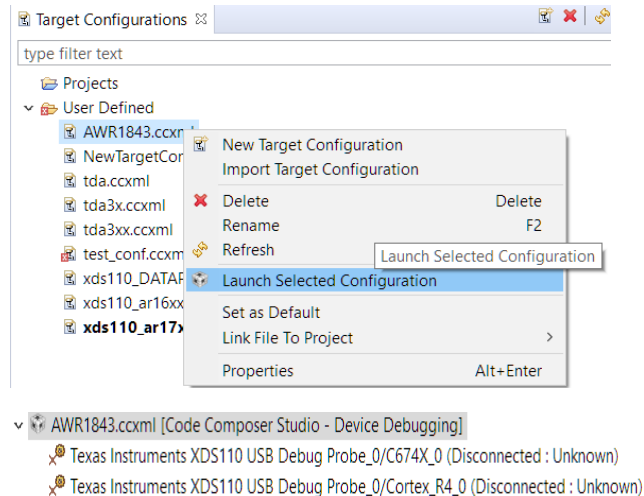 Target Configurations
type filter text
Projects
User Defined
AWR1843.ccxml
New Target Configuration
NewTargetCor
Import Target Configuration
tda.ccxml
tda3x.ccxml
Delete Delete
tda3xx.ccxml
Rename F2
test_conf.ccxm
Refresh
Launch Selected Configuration
xds110_DATAP
Launch Selected Configuration
xds110_ar16xx
Set as Default
xds110_ar17x
Link File To Project
Properties Alt+Enter
AWR1843.ccxml [Code Composer Studio - Device Debugging]
Texas Instruments XDS110 USB Debug Probe_0/C674X_0 (Disconnected : Unknown)
Texas Instruments XDS110 USB Debug Probe_0/Cortex_R4_0 (Disconnected : Unknown)